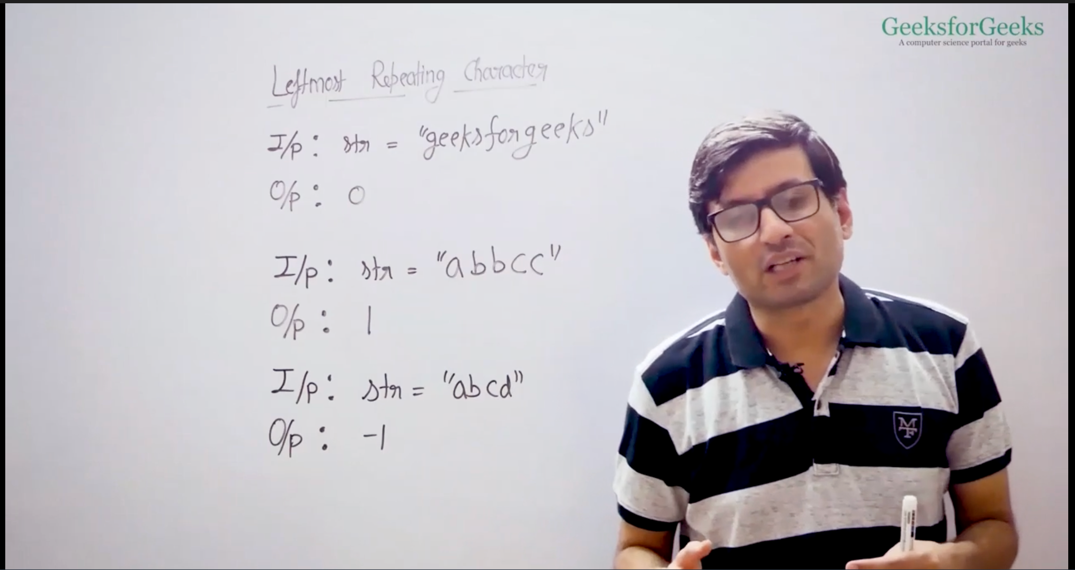 GeeksforGeeks
A computer science portal for geeks
Leftmost Repeating Character
I/p : str = "geeksforgeeks"
O/p : 0
I/p : str = "abbcc"
O/p : 1
I/p : str = "abcd"
O/p : -1
MF